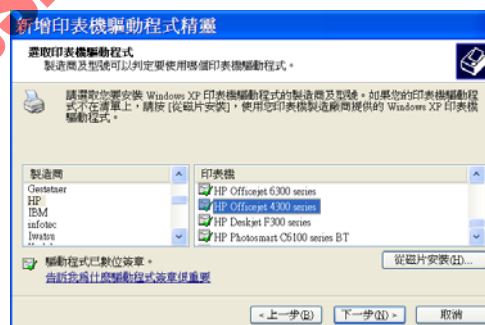 新增印表機驅動程式精靈
選取印表機驅動程式
製造商及型號可以判定要使用哪個印表機驅動程式。
請選取您要安裝 Windows XP 印表機驅動程式的製造商及型號。如果您的印表機驅動程
式不在清單上，請按 [從磁片安裝]，使用您印表機製造廠商提供的 Windows XP 印表機
驅動程式。
製造商
印表機
Gestetner
HP
IBM
infotec
Iwatsu
HP Officejet 6300 series
HP Officejet 4300 series
HP Deskjet F300 series
HP Photosmart C6100 series BT
驅動程式已數位簽章。
告訴我為什麼驅動程式簽章很重要
從磁片安裝(H)...
< 上一步(B)
下一步(N) >
取消